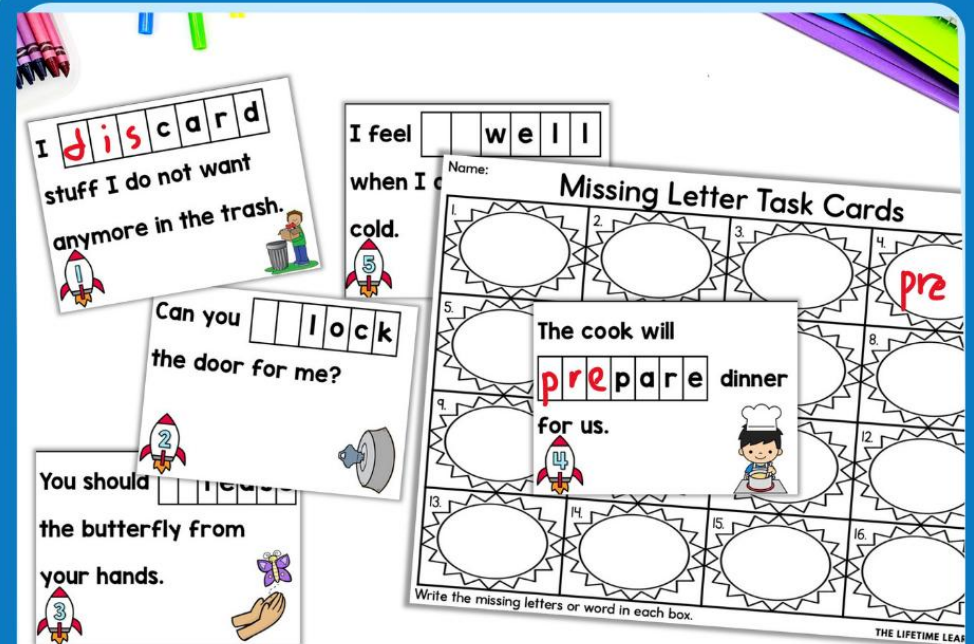 I discard
stuff I do not want
anymore in the trash.
1
I feel well
when I
cold.
5
Can you lock
the door for me?
2
You should
the butterfly from
your hands.
3
Name:
Missing Letter Task Cards
1. 2. 3. 4.
pre
5. 8.
9. 12.
13. 14. 15. 16.
Write the missing letters or word in each box.
THE LIFETIME
The cook will
prepare dinner
for us.
4